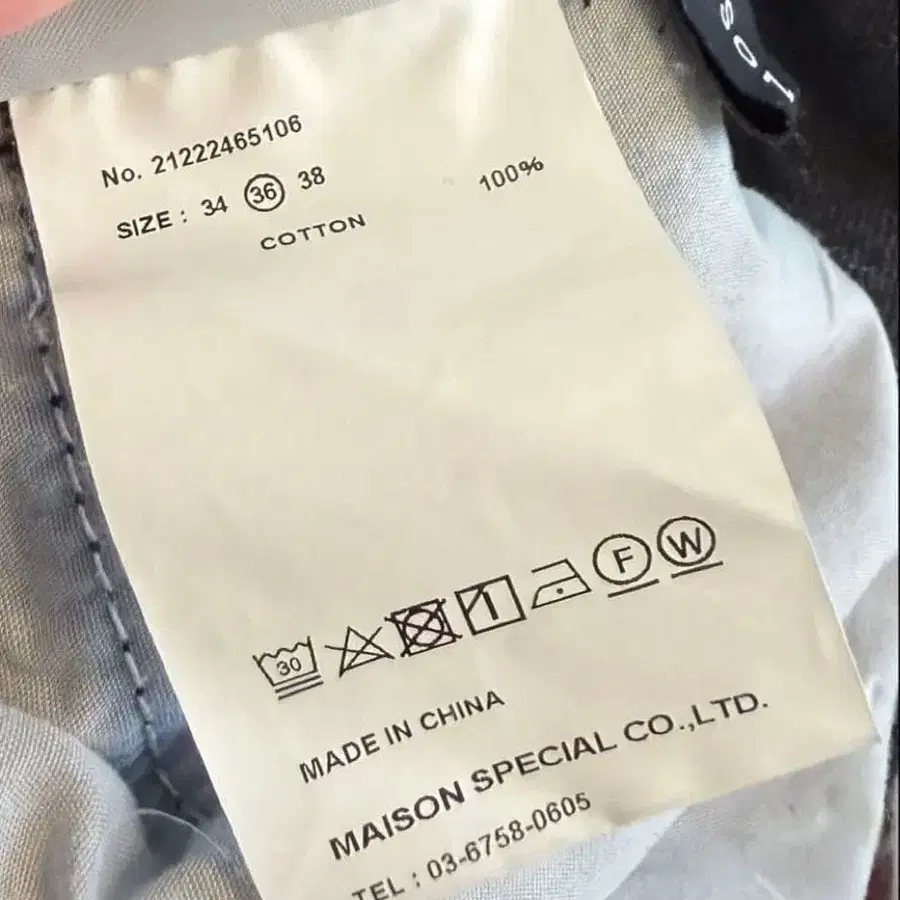 No. 21222465106
SIZE : 34 36 38
COTTON 100%
30
F W
MADE IN CHINA
MAISON SPECIAL CO.,LTD.
TEL : 03-6758-0605